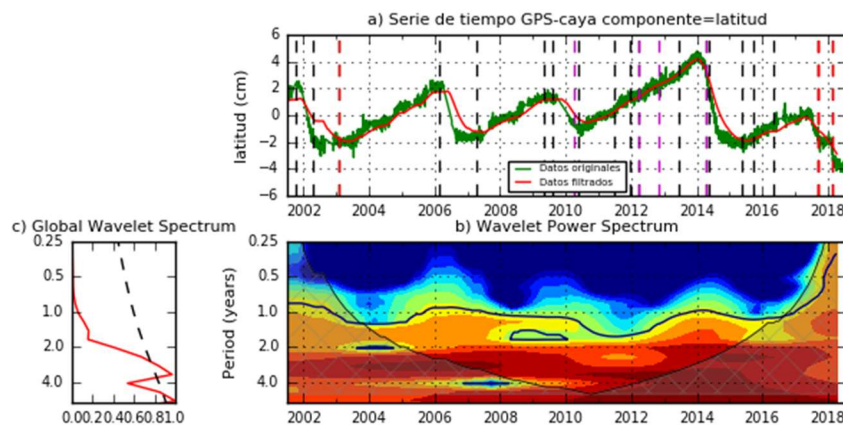 a) Serie de tiempo GPS-caya componente=latitud
latitud (cm)
6
4
2
0
−2
−4
−6
Datos originales
Datos filtrados
2002 2004 2006 2008 2010 2012 2014 2016 2018
c) Global Wavelet Spectrum
0.25
0.5
1.0
2.0
4.0
0.00.20.40.60.81.0
b) Wavelet Power Spectrum
Period (years)
0.25
0.5
1.0
2.0
4.0
2002 2004 2006 2008 2010 2012 2014 2016 2018